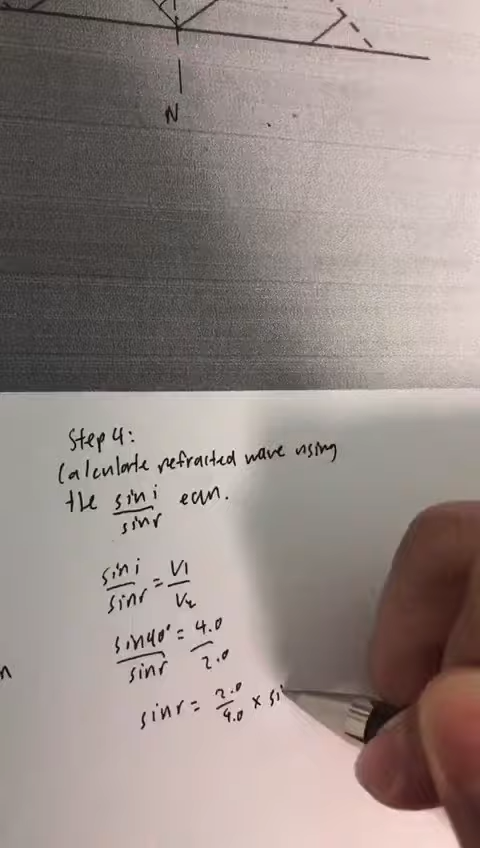 N
Step 4:
Calculate refracted wave using
the sin i / sin r eqn.
sin i / sin r = V1 / V2
sin 40° / sin r = 4.0 / 2.0
n
sin r = 2.0 / 4.0 × si